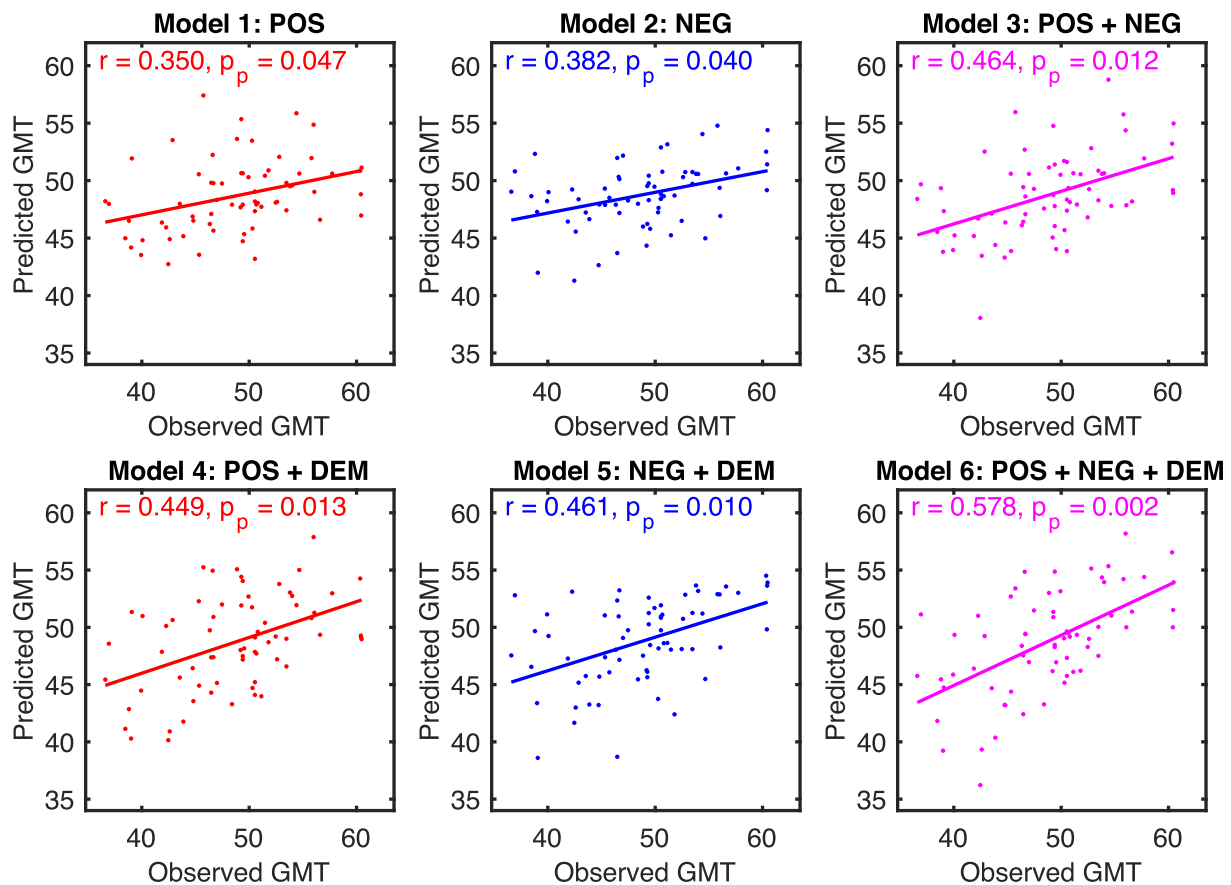 Model 1: POS
r = 0.350, pp = 0.047
60
55
50
45
40
35
Predicted GMT
40 50 60
Observed GMT
Model 2: NEG
r = 0.382, pp = 0.040
60
55
50
45
40
35
Predicted GMT
40 50 60
Observed GMT
Model 3: POS + NEG
r = 0.464, pp = 0.012
60
55
50
45
40
35
Predicted GMT
40 50 60
Observed GMT
Model 4: POS + DEM
r = 0.449, pp = 0.013
60
55
50
45
40
35
Predicted GMT
40 50 60
Observed GMT
Model 5: NEG + DEM
r = 0.461, pp = 0.010
60
55
50
45
40
35
Predicted GMT
40 50 60
Observed GMT
Model 6: POS + NEG + DEM
r = 0.578, pp = 0.002
60
55
50
45
40
35
Predicted GMT
40 50 60
Observed GMT